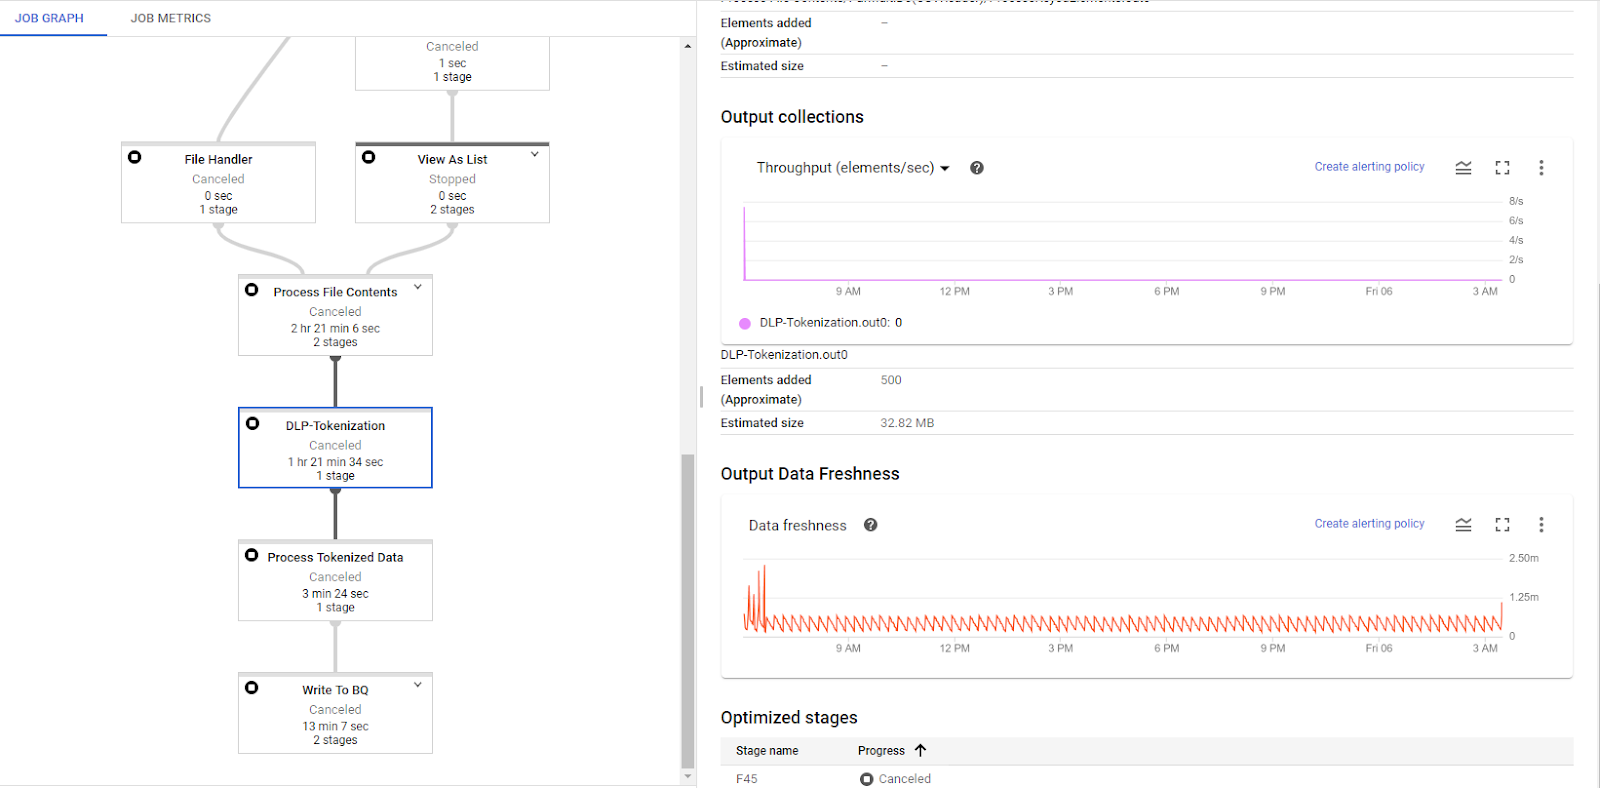 JOB GRAPH
JOB METRICS
Canceled
1 sec
1 stage
File Handler
Canceled
0 sec
1 stage
View As List
Stopped
0 sec
2 stages
Process File Contents
Canceled
2 hr 21 min 6 sec
2 stages
DLP-Tokenization
Canceled
1 hr 21 min 34 sec
1 stage
Process Tokenized Data
Canceled
3 min 24 sec
1 stage
Write To BQ
Canceled
13 min 7 sec
2 stages
Elements added –
(Approximate)
Estimated size –
Output collections
Throughput (elements/sec)
Create alerting policy
8/s
6/s
4/s
2/s
0
9 AM 12 PM 3 PM 6 PM 9 PM Fri 06 3 AM
DLP-Tokenization.out0: 0
DLP-Tokenization.out0
Elements added 500
(Approximate)
Estimated size 32.82 MB
Output Data Freshness
Data freshness
Create alerting policy
2.50m
1.25m
0
9 AM 12 PM 3 PM 6 PM 9 PM Fri 06 3 AM
Optimized stages
Stage name Progress
F45 Canceled